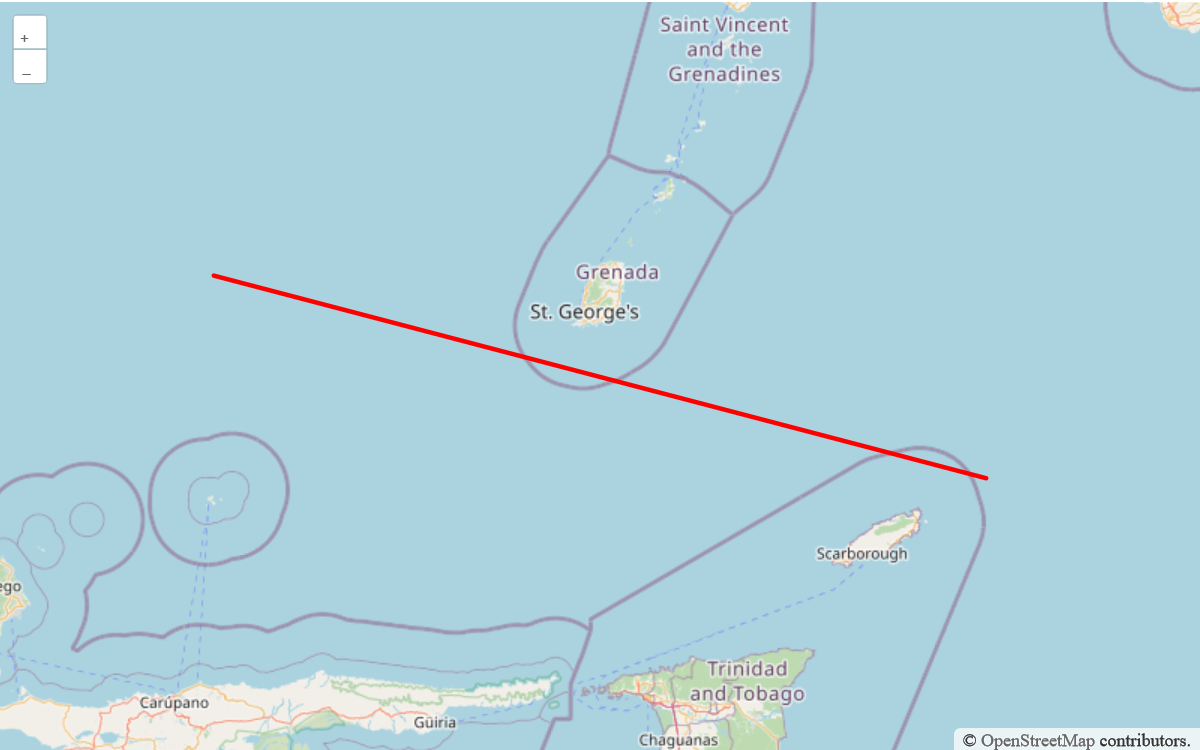 +
–
Saint Vincent
and the
Grenadines
Grenada
St. George's
Scarborough
ego
Trinidad
and Tobago
Carúpano
Güiria
Chaguanas
© OpenStreetMap contributors.